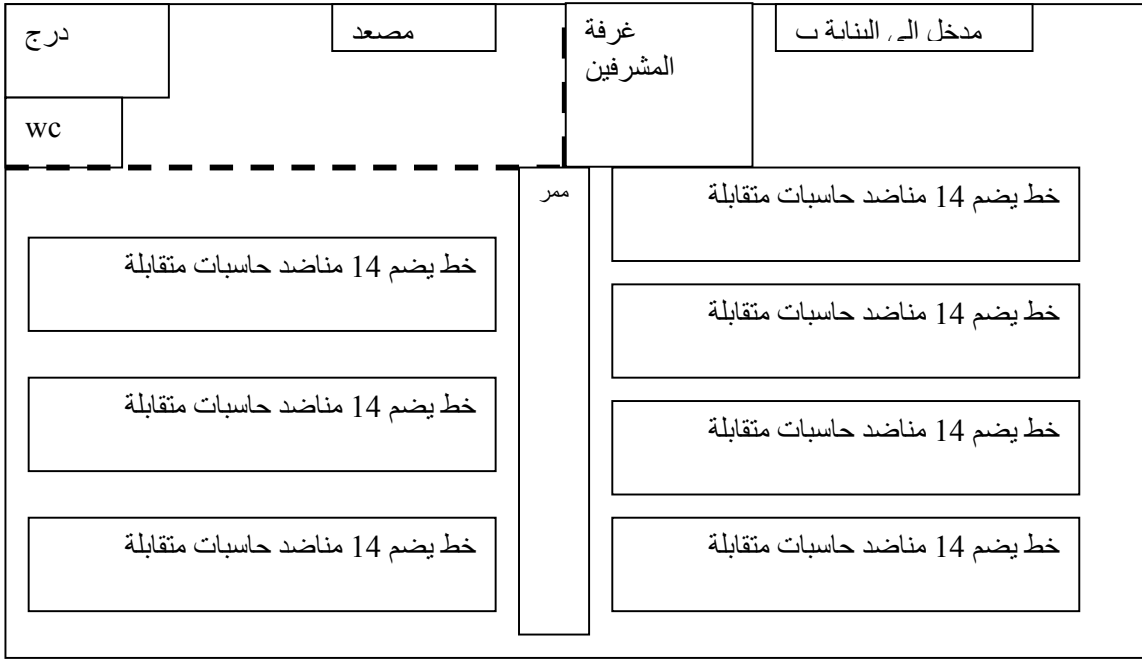 مدخل الى البناية ب
غرفة
المشرفين
مصعد
درج
wc
ممر
خط يضم 14 مناضد حاسبات متقابلة
خط يضم 14 مناضد حاسبات متقابلة
خط يضم 14 مناضد حاسبات متقابلة
خط يضم 14 مناضد حاسبات متقابلة
خط يضم 14 مناضد حاسبات متقابلة
خط يضم 14 مناضد حاسبات متقابلة
خط يضم 14 مناضد حاسبات متقابلة